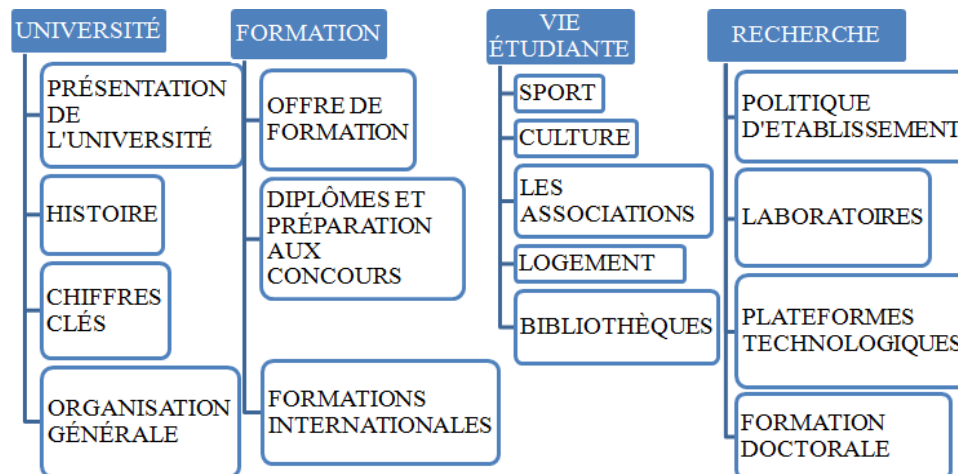 UNIVERSITÉ
PRÉSENTATION
DE
L'UNIVERSITÉ
HISTOIRE
CHIFFRES
CLÉS
ORGANISATION
GÉNÉRALE
FORMATION
OFFRE DE
FORMATION
DIPLÔMES ET
PRÉPARATION
AUX
CONCOURS
FORMATIONS
INTERNATIONALES
VIE
ÉTUDIANTE
SPORT
CULTURE
LES
ASSOCIATIONS
LOGEMENT
BIBLIOTHÈQUES
RECHERCHE
POLITIQUE
D'ETABLISSEMENT
LABORATOIRES
PLATEFORMES
TECHNOLOGIQUES
FORMATION
DOCTORALE